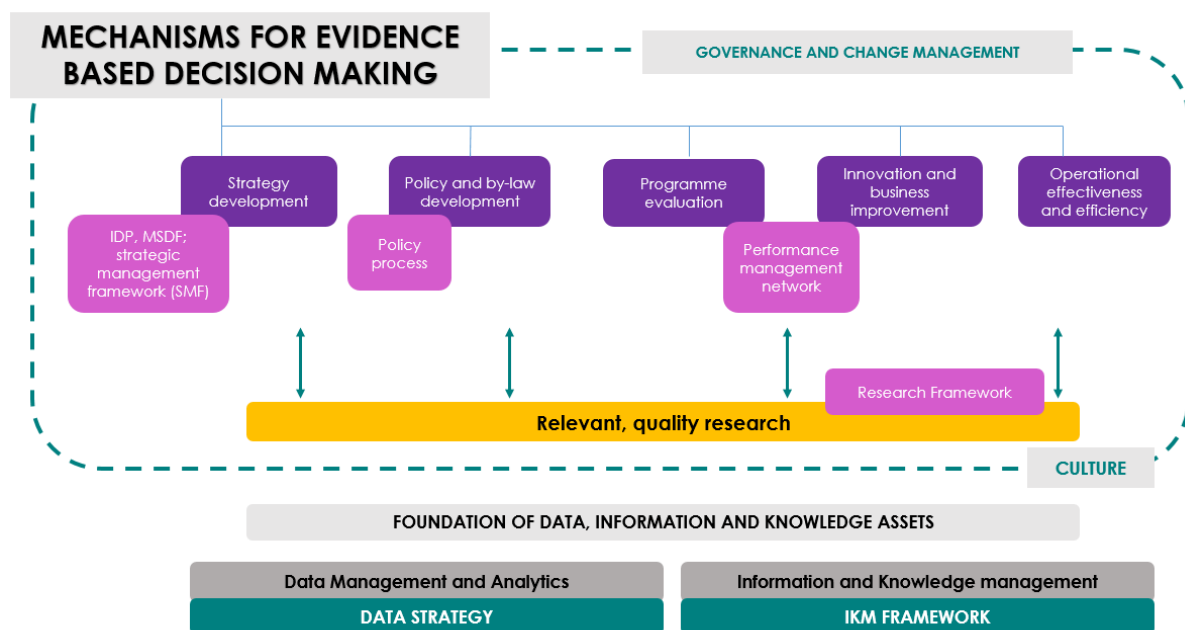 MECHANISMS FOR EVIDENCE
BASED DECISION MAKING
GOVERNANCE AND CHANGE MANAGEMENT
Strategy
development
Policy and by-law
development
Programme
evaluation
Innovation and
business
improvement
Operational
effectiveness
and efficiency
IDP, MSDF;
strategic
management
framework (SMF)
Policy
process
Performance
management
network
Research Framework
Relevant, quality research
CULTURE
FOUNDATION OF DATA, INFORMATION AND KNOWLEDGE ASSETS
Data Management and Analytics
DATA STRATEGY
Information and Knowledge management
IKM FRAMEWORK